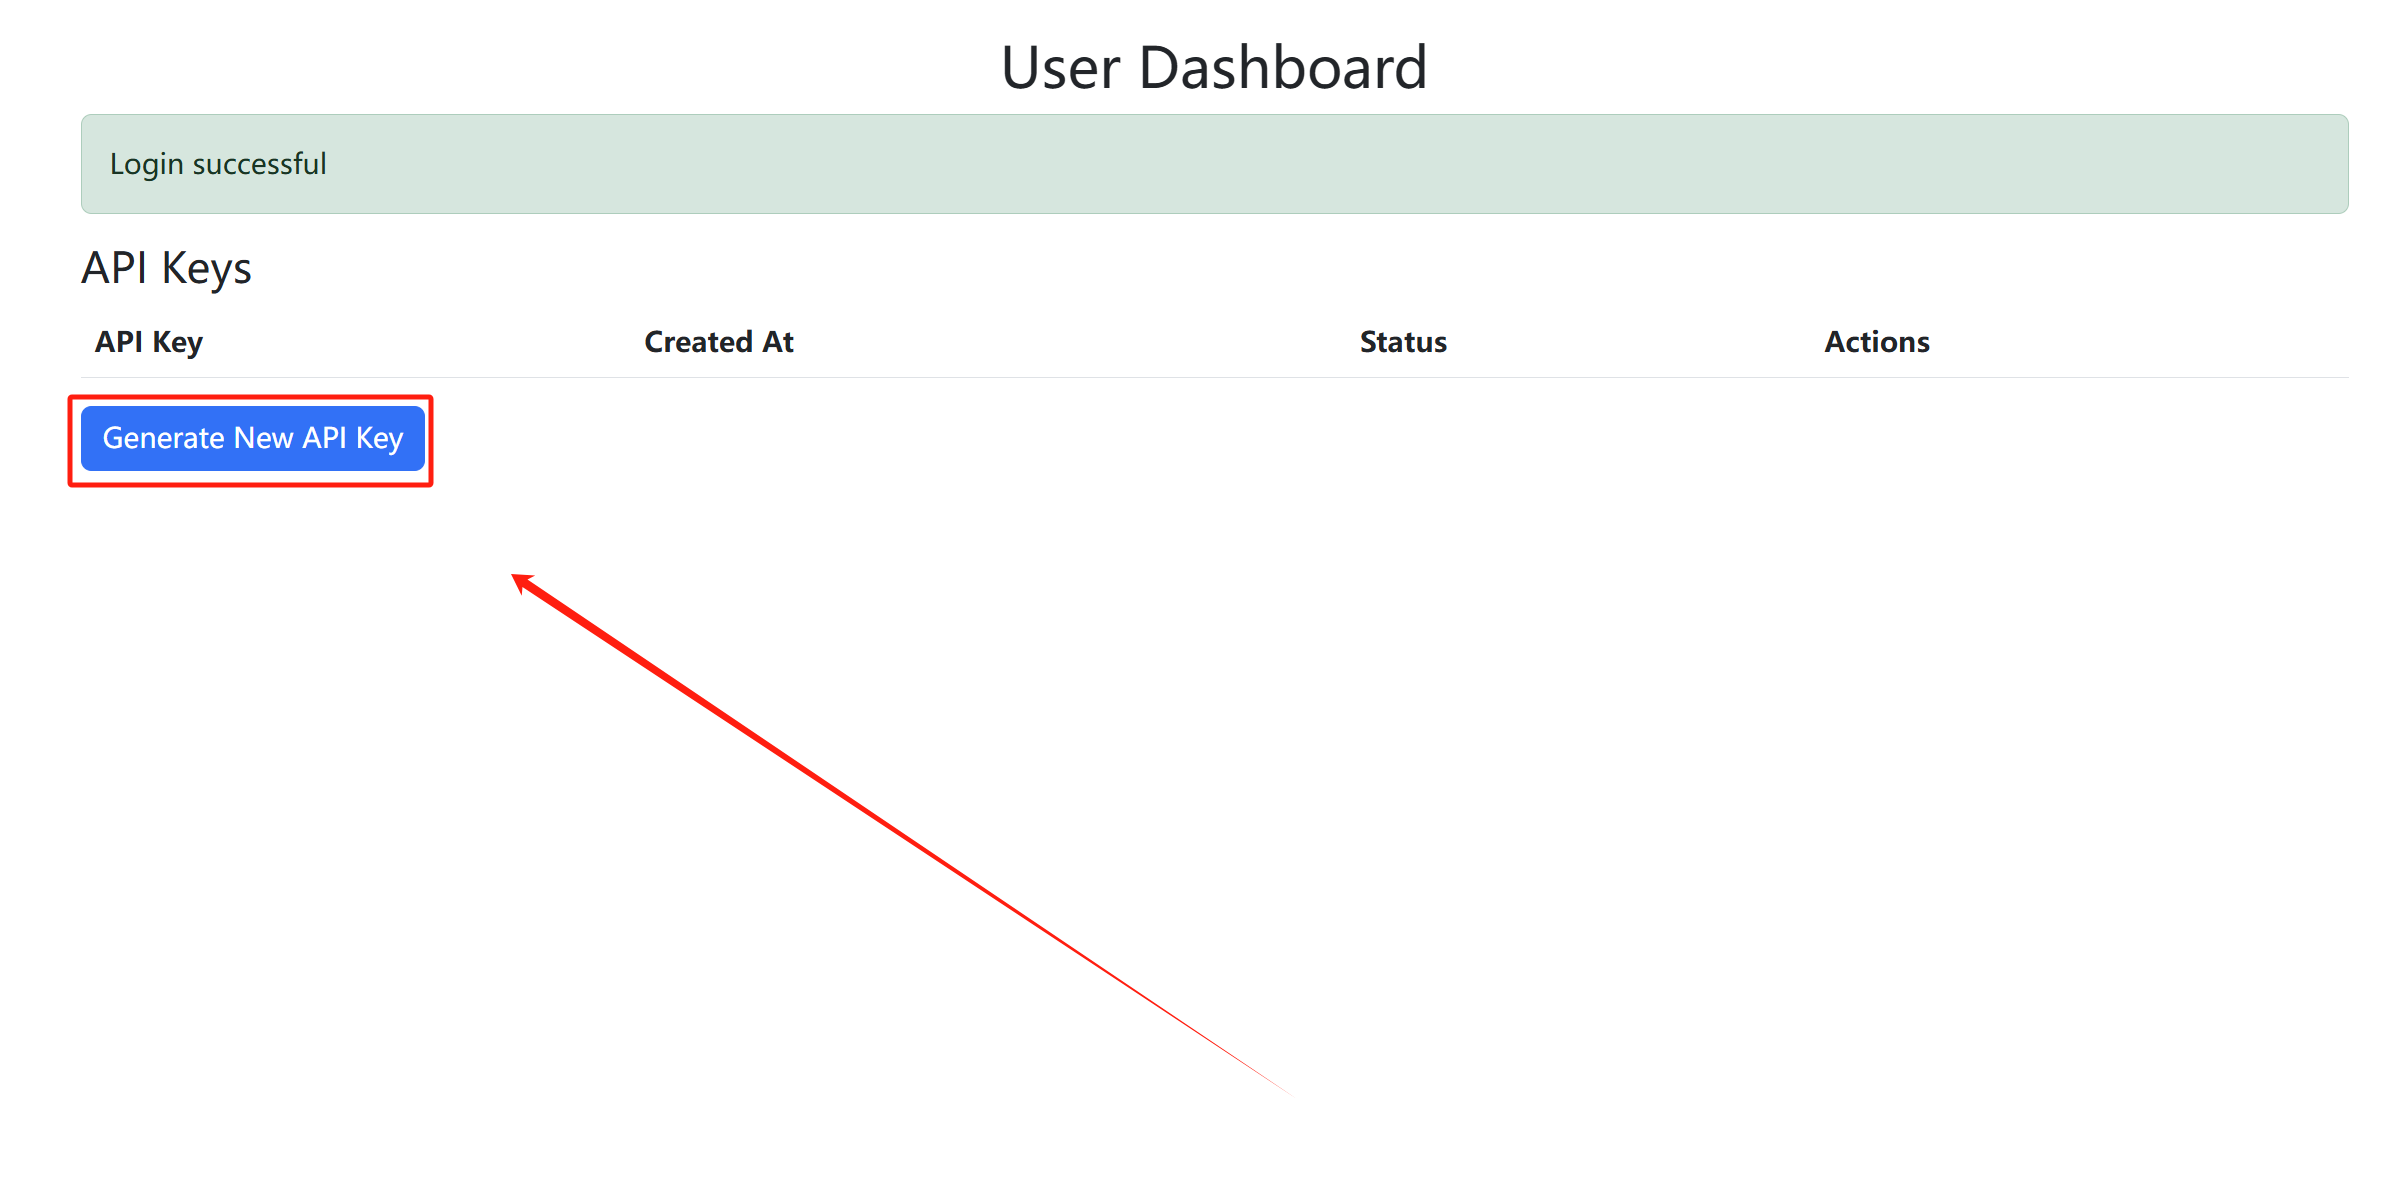 User Dashboard
Login successful
API Keys
API Key Created At Status Actions
Generate New API Key